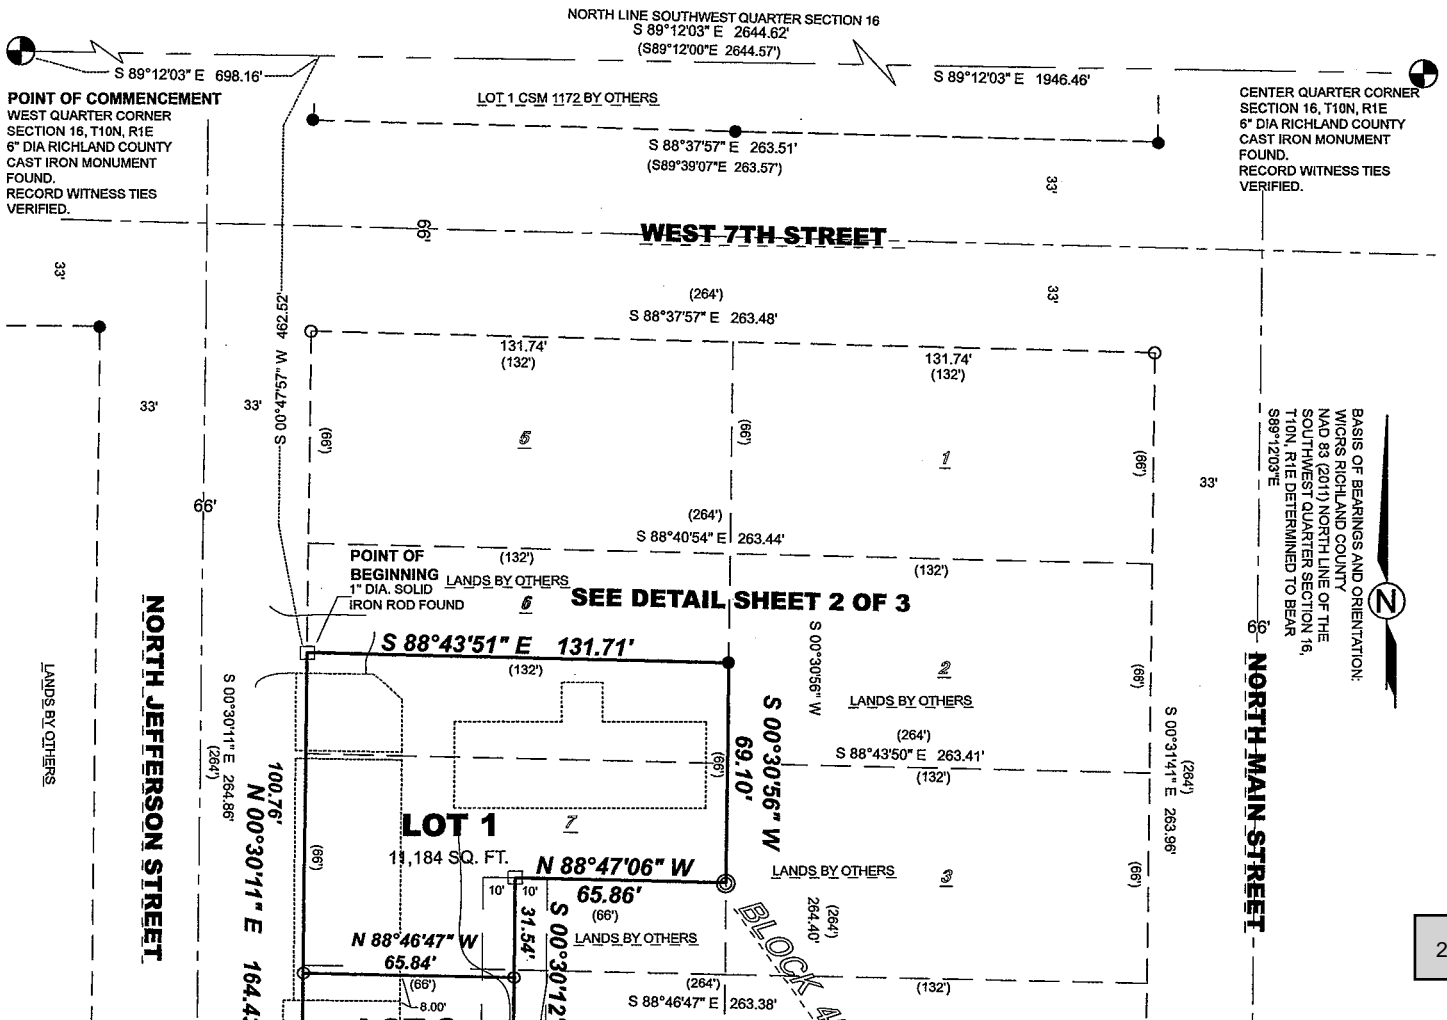 NORTH LINE SOUTHWEST QUARTER SECTION 16
S 89°12'03" E 2644.62'
(S89°12'00"E 2644.57')
S 89°12'03" E 698.16'
S 89°12'03" E 1946.46'
POINT OF COMMENCEMENT
WEST QUARTER CORNER
SECTION 16, T10N, R1E
6" DIA RICHLAND COUNTY
CAST IRON MONUMENT
FOUND.
RECORD WITNESS TIES
VERIFIED.
LOT 1 CSM 1172 BY OTHERS
CENTER QUARTER CORNER
SECTION 16, T10N, R1E
6" DIA RICHLAND COUNTY
CAST IRON MONUMENT
FOUND.
RECORD WITNESS TIES
VERIFIED.
S 88°37'57" E 263.51'
(S89°39'07"E 263.57')
33'
66'
WEST 7TH STREET
33'
33'
(264')
S 88°37'57" E 263.48'
S 00°47'57" W 462.52'
131.74'
(132')
131.74'
(132')
33'
33'
(66')
5
(66')
1
(66')
33'
66'
BASIS OF BEARINGS AND ORIENTATION:
WICRS RICHLAND COUNTY
NAD 83 (2011) NORTH LINE OF THE
SOUTHWEST QUARTER SECTION 16,
T10N, R1E DETERMINED TO BEAR
S89°12'03"E
N
(264')
S 88°40'54" E 263.44'
(132')
(132')
POINT OF
BEGINNING
1" DIA. SOLID
IRON ROD FOUND
LANDS BY OTHERS
6
SEE DETAIL SHEET 2 OF 3
S 88°43'51" E 131.71'
(132')
S 00°30'56" W
2
LANDS BY OTHERS
(66')
66'
NORTH JEFFERSON STREET
NORTH MAIN STREET
LANDS BY OTHERS
S 00°30'11" E 264.86'
(264')
(264')
S 88°43'50" E 263.41'
(132')
S 00°31'41" E 263.96'
(264')
(66')
S 00°30'56" W
69.10'
100.76'
N 00°30'11" E 164.4
(66')
LOT 1
11,184 SQ. FT.
7
N 88°47'06" W
65.86'
(66')
10'
10'
31.54'
S 00°30'12"
LANDS BY OTHERS
3
(66')
LANDS BY OTHERS
(264')
264.40'
BLOCK 4
N 88°46'47" W
65.84'
(66')
8.00'
(264')
S 88°46'47" E 263.38'
(132')
2